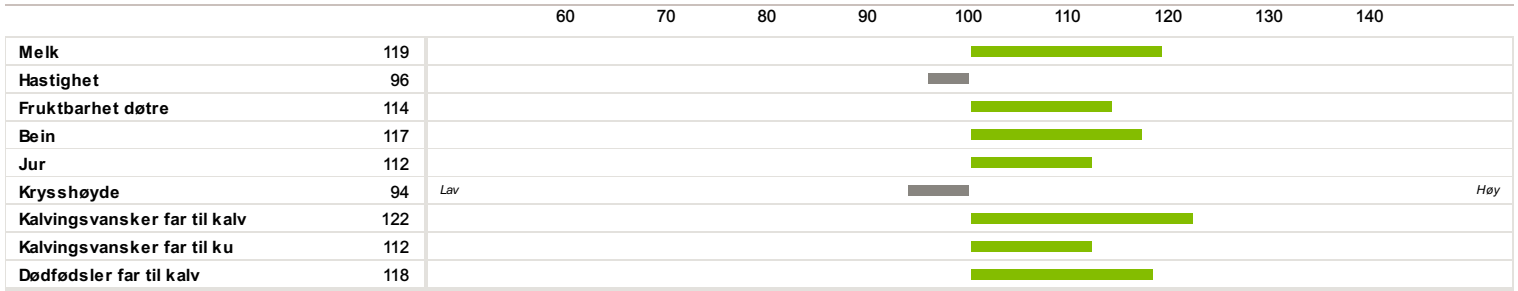 60 70 80 90 100 110 120 130 140
Melk 119
Hastighet 96
Fruktbarhet døtre 114
Bein 117
Jur 112
Krysshøyde 94 Lav Høy
Kalvingsvansker far til kalv 122
Kalvingsvansker far til ku 112
Dødfødsler far til kalv 118